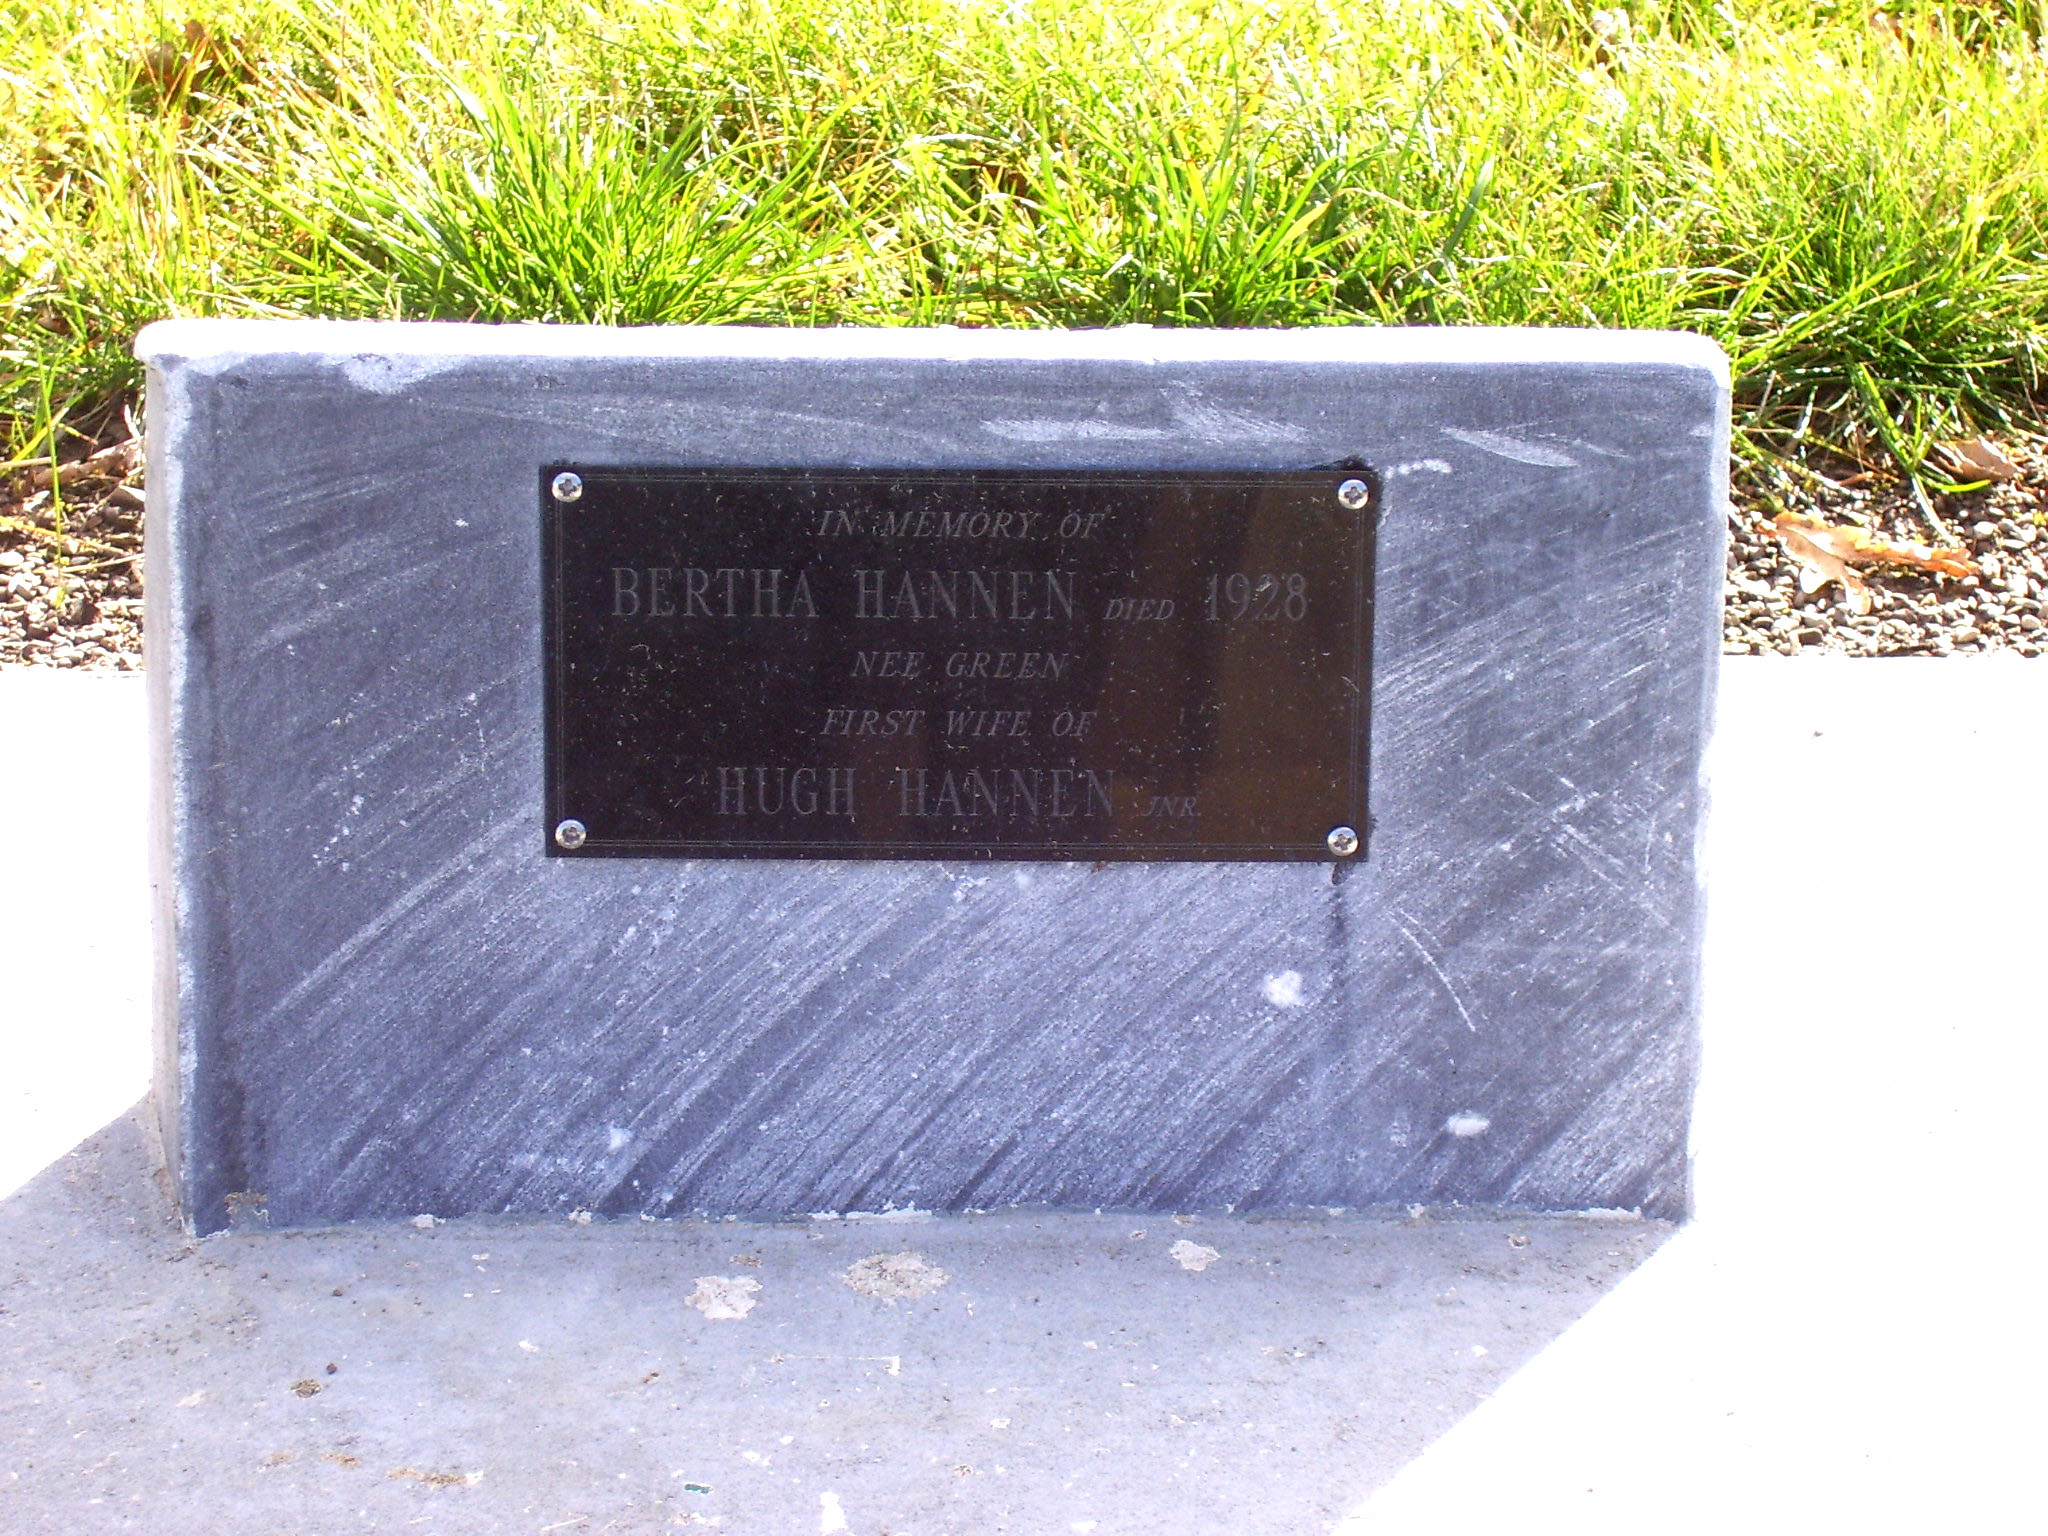 IN MEMORY OF
BERTHA HANNEN DIED 1928
NEE GREEN
FIRST WIFE OF
HUGH HANNEN JNR.